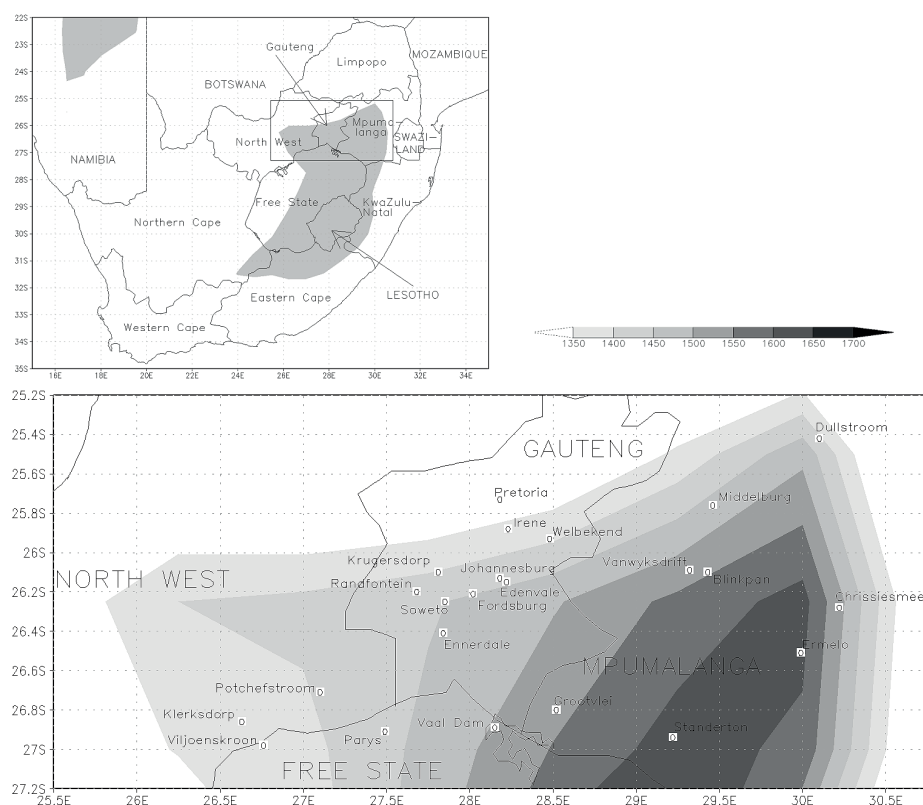 22S
23S
24S
25S
26S
27S
28S
29S
30S
31S
32S
33S
34S
35S
16E 18E 20E 22E 24E 26E 28E 30E 32E 34E
Gauteng
MOZAMBIQUE
Limpopo
BOTSWANA
Mpuma-
langa
North West
SWAZI-
LAND
NAMIBIA
Free State
KwaZulu-
Natal
Northern Cape
LESOTHO
Eastern Cape
Western Cape
1350 1400 1450 1500 1550 1600 1650 1700
25.2S
25.4S
25.6S
25.8S
26S
26.2S
26.4S
26.6S
26.8S
27S
27.2S
25.5E 26E 26.5E 27E 27.5E 28E 28.5E 29E 29.5E 30E 30.5E
Dullstroom
GAUTENG
Pretoria
Middelburg
Irene
Welbekend
Krugersdorp
Johannesburg
Vanwyksdrift
NORTH WEST
Randfontein
Edenvale
Blinkpan
Soweto
Fordsburg
Chrissiesmee
Ennerdale
Ermelo
MPUMALANGA
Potchefstroom
Grootvlei
Klerksdorp
Vaal Dam
Standerton
Viljoenskroon
Parys
FREE STATE